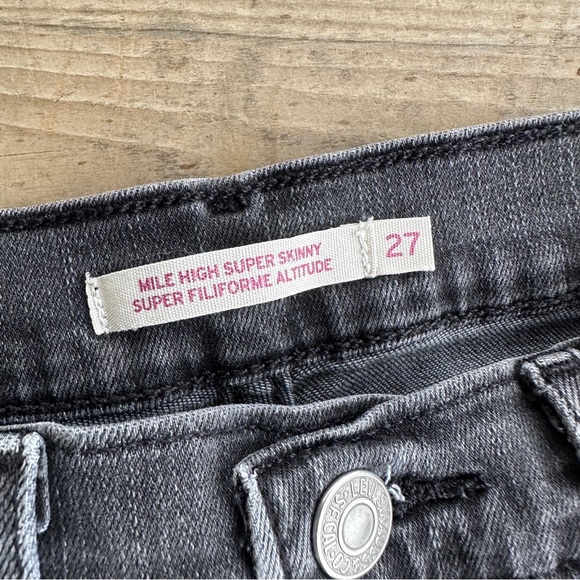 MILE HIGH SUPER SKINNY
SUPER FILIFORME ALTITUDE
27